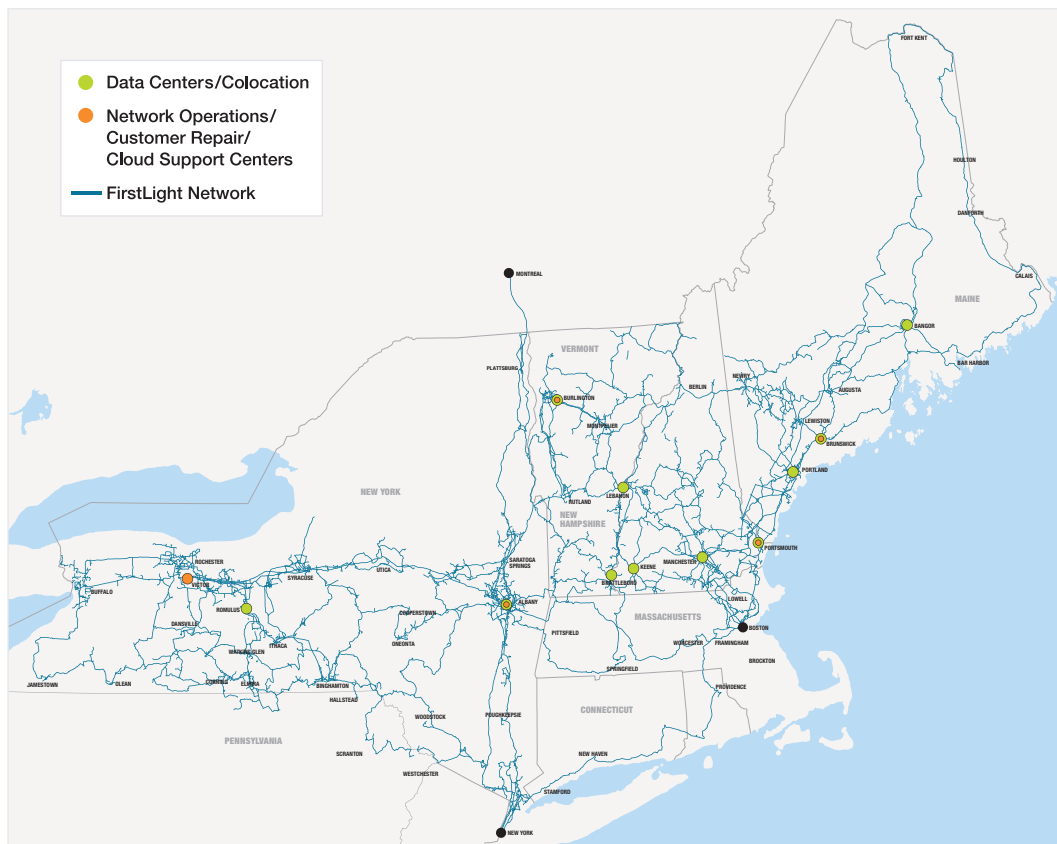 Data Centers/Colocation
Network Operations/
Customer Repair/
Cloud Support Centers
FirstLight Network
FORT KENT
HOULTON
DANFORTH
CALAIS
MONTREAL
MAINE
BANGOR
VERMONT
BAR HARBOR
PLATTSBURG
NEWRY
BERLIN
AUGUSTA
BURLINGTON
LEWISTON
MONTPELIER
BRUNSWICK
PORTLAND
NEW YORK
LEBANON
RUTLAND
NEW
HAMPSHIRE
PORTSMOUTH
SARATOGA
SPRINGS
ROCHESTER
MANCHESTER
KEENE
UTICA
SYRACUSE
BRATTLEBORO
VICTOR
BUFFALO
LOWELL
ALBANY
ROMULUS
COOPERSTOWN
MASSACHUSETTS
DANSVILLE
BOSTON
PITTSFIELD
ONEONTA
WORCESTER
FRAMINGHAM
ITHACA
WATKINS GLEN
BROCKTON
SPRINGFIELD
JAMESTOWN
OLEAN
CORNING
ELMIRA
BINGHAMTON
PROVIDENCE
HALLSTEAD
CONNECTICUT
WOODSTOCK
POUGHKEEPSIE
PENNSYLVANIA
SCRANTON
NEW HAVEN
WESTCHESTER
STAMFORD
NEW YORK